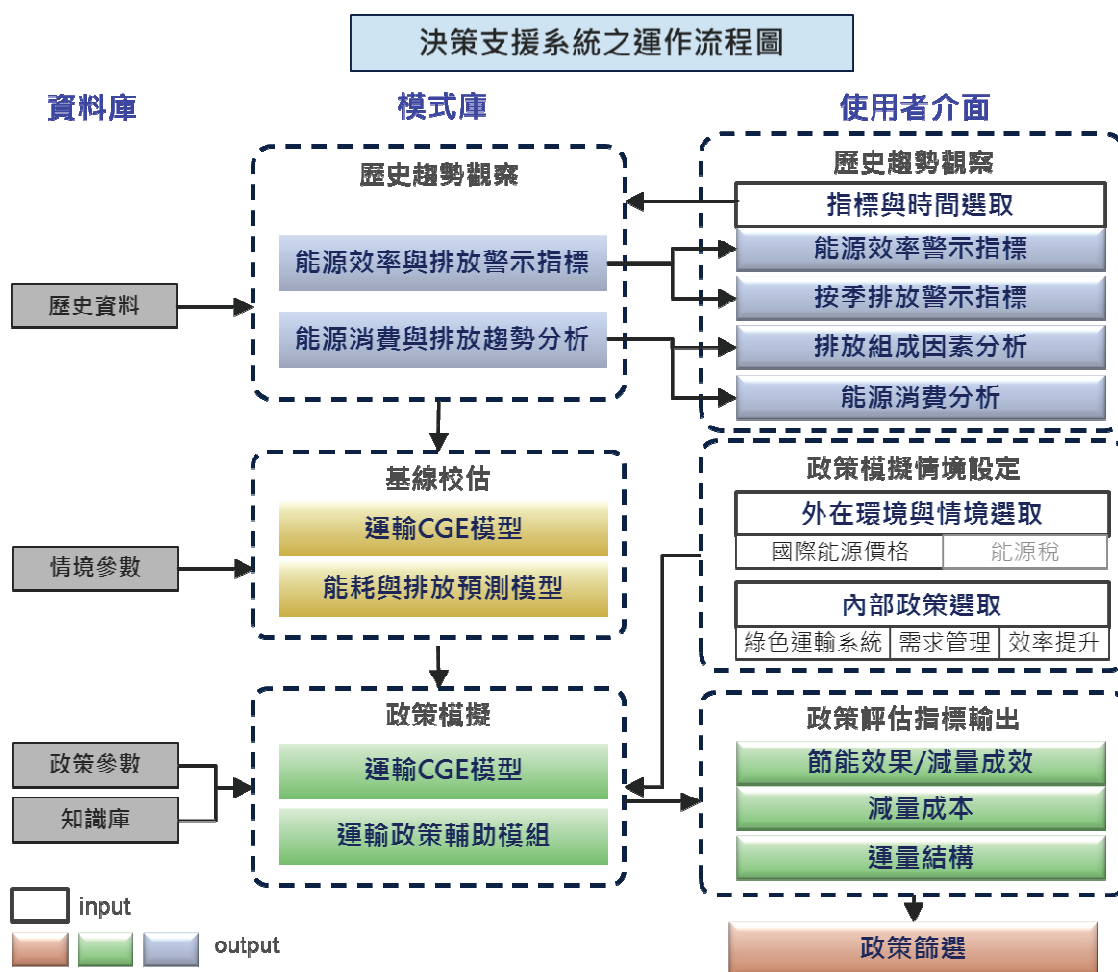 決策支援系統之運作流程圖
資料庫
模式庫
使用者介面
歷史資料
情境參數
政策參數
知識庫
歷史趨勢觀察
能源效率與排放警示指標
能源消費與排放趨勢分析
基線校估
運輸CGE模型
能耗與排放預測模型
政策模擬
運輸CGE模型
運輸政策輔助模組
歷史趨勢觀察
指標與時間選取
能源效率警示指標
按季排放警示指標
排放組成因素分析
能源消費分析
政策模擬情境設定
外在環境與情境選取
國際能源價格
能源稅
內部政策選取
綠色運輸系統
需求管理
效率提升
政策評估指標輸出
節能效果/減量成效
減量成本
運量結構
政策篩選
input
output